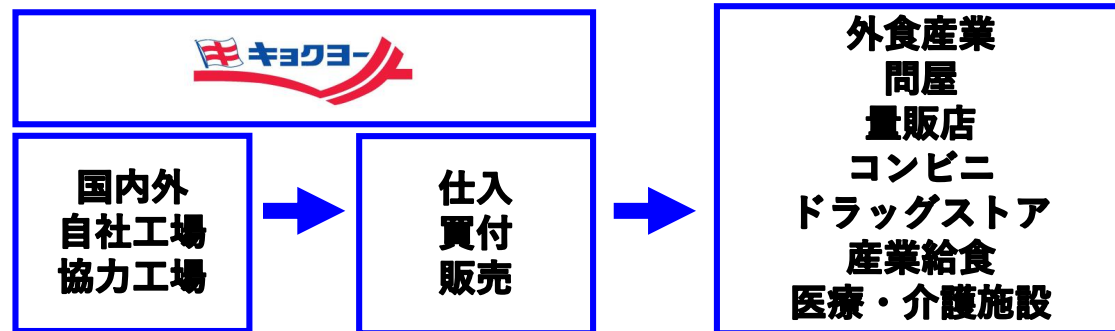 キョクヨー
国内外
自社工場
協力工場
仕入
買付
販売
外食産業
問屋
量販店
コンビニ
ドラッグストア
産業給食
医療・介護施設